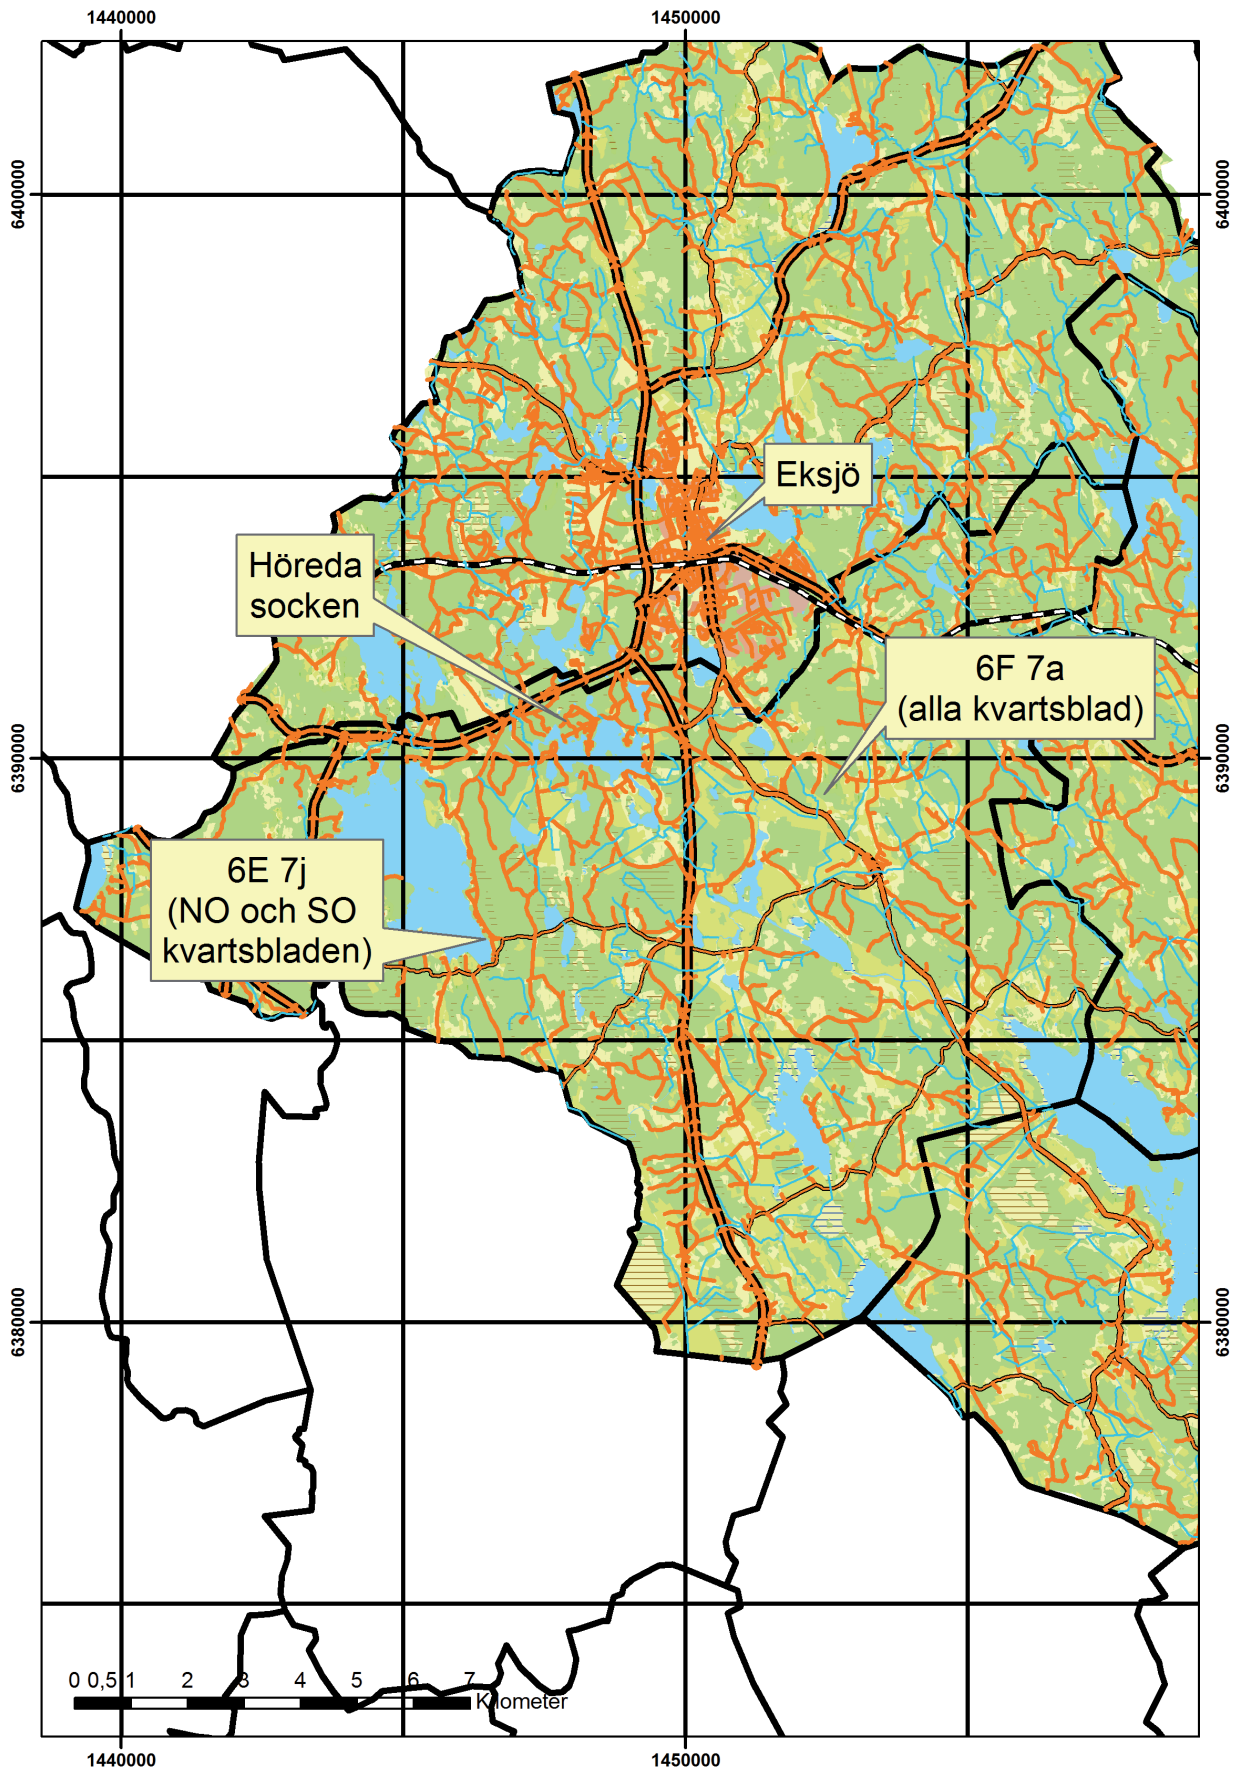 1440000
1450000
6400000
6400000
Eksjö
Höreda
socken
6F 7a
(alla kvartsblad)
6390000
6390000
6E 7j
(NO och SO
kvartsbladen)
6380000
6380000
0 0,5 1 2 3 4 5 6 7
Kilometer
1440000
1450000